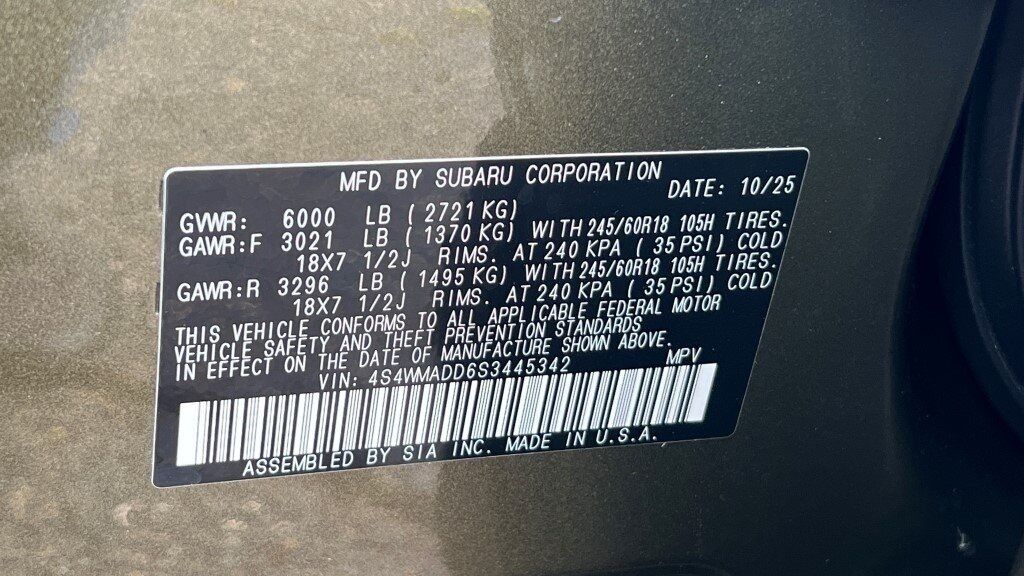 MFD BY SUBARU CORPORATION DATE: 10/25
GVWR: 6000 LB ( 2721 KG)
GAWR:F 3021 LB ( 1370 KG) WITH 245/60R18 105H TIRES.
18X7 1/2J RIMS. AT 240 KPA ( 35 PSI) COLD
GAWR:R 3296 LB ( 1495 KG) WITH 245/60R18 105H TIRES.
18X7 1/2J RIMS. AT 240 KPA ( 35 PSI) COLD
THIS VEHICLE CONFORMS TO ALL APPLICABLE FEDERAL MOTOR
VEHICLE SAFETY AND THEFT PREVENTION STANDARDS
IN EFFECT ON THE DATE OF MANUFACTURE SHOWN ABOVE.
VIN: 4S4WMADD6S3445342 MPV
ASSEMBLED BY SIA INC. MADE IN U.S.A.